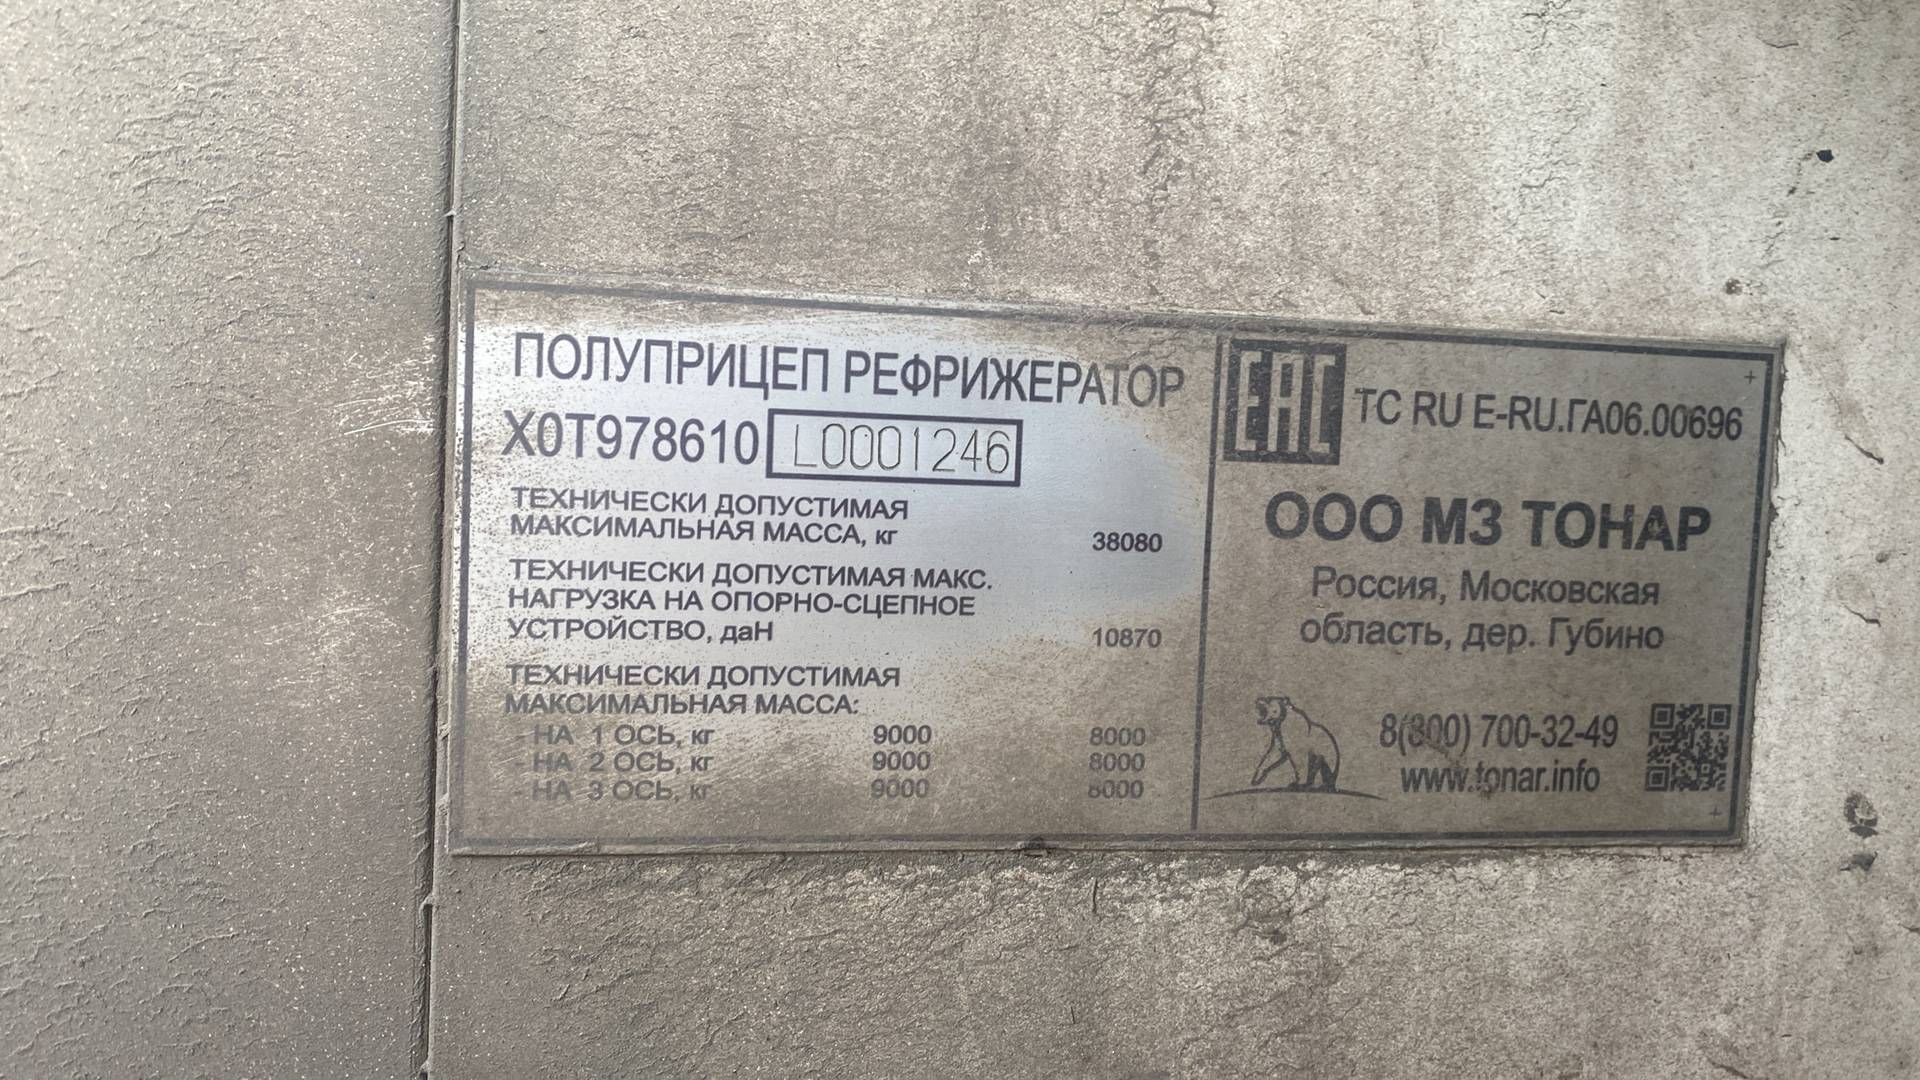 ПОЛУПРИЦЕП РЕФРИЖЕРАТОР
X0T978610 L0001246
ТЕХНИЧЕСКИ ДОПУСТИМАЯ
МАКСИМАЛЬНАЯ МАССА, кг 38080
ТЕХНИЧЕСКИ ДОПУСТИМАЯ МАКС.
НАГРУЗКА НА ОПОРНО-СЦЕПНОЕ
УСТРОЙСТВО, даН 10870
ТЕХНИЧЕСКИ ДОПУСТИМАЯ
МАКСИМАЛЬНАЯ МАССА:
- НА 1 ОСЬ, кг 9000 8000
- НА 2 ОСЬ, кг 9000 8000
- НА 3 ОСЬ, кг 9000 8000
EAC TC RU E-RU.ГА06.00696
ООО МЗ ТОНАР
Россия, Московская
область, дер. Губино
8(800) 700-32-49
www.tonar.info